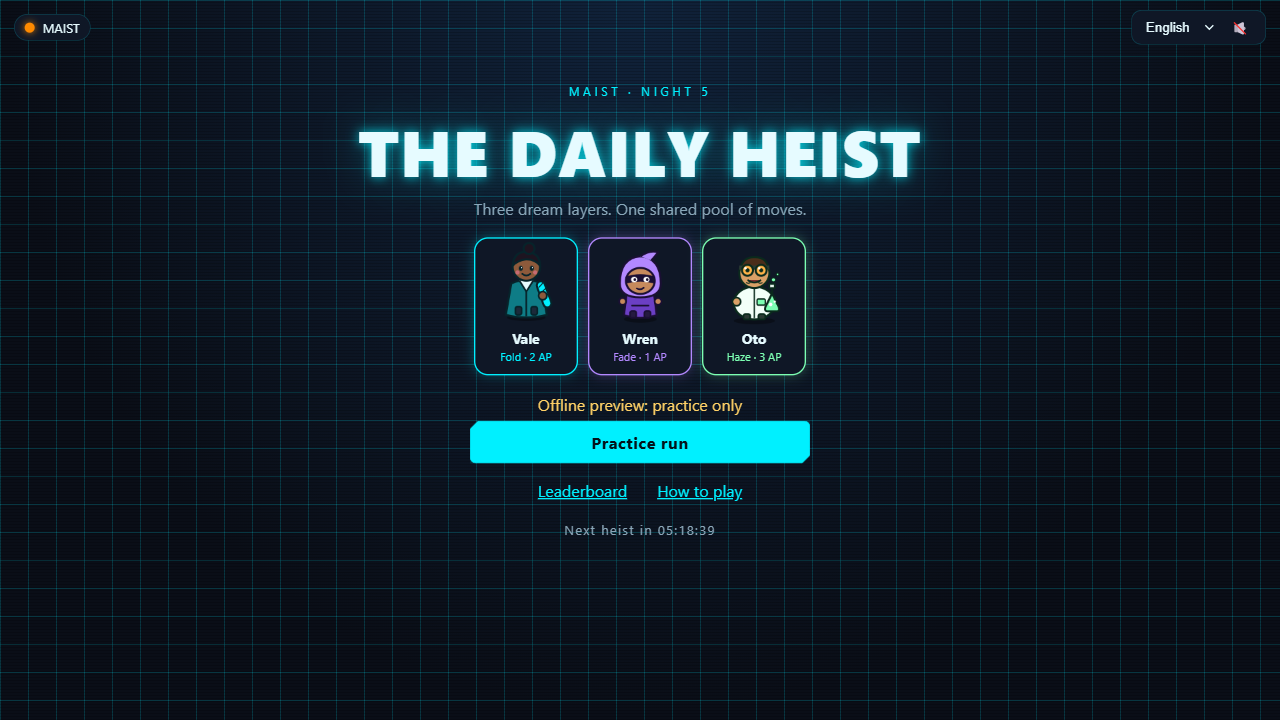 MAIST
English
MAIST · NIGHT 5
THE DAILY HEIST
Three dream layers. One shared pool of moves.
Vale
Fold · 2 AP
Wren
Fade · 1 AP
Oto
Haze · 3 AP
Offline preview: practice only
Practice run
Leaderboard
How to play
Next heist in 05:18:39